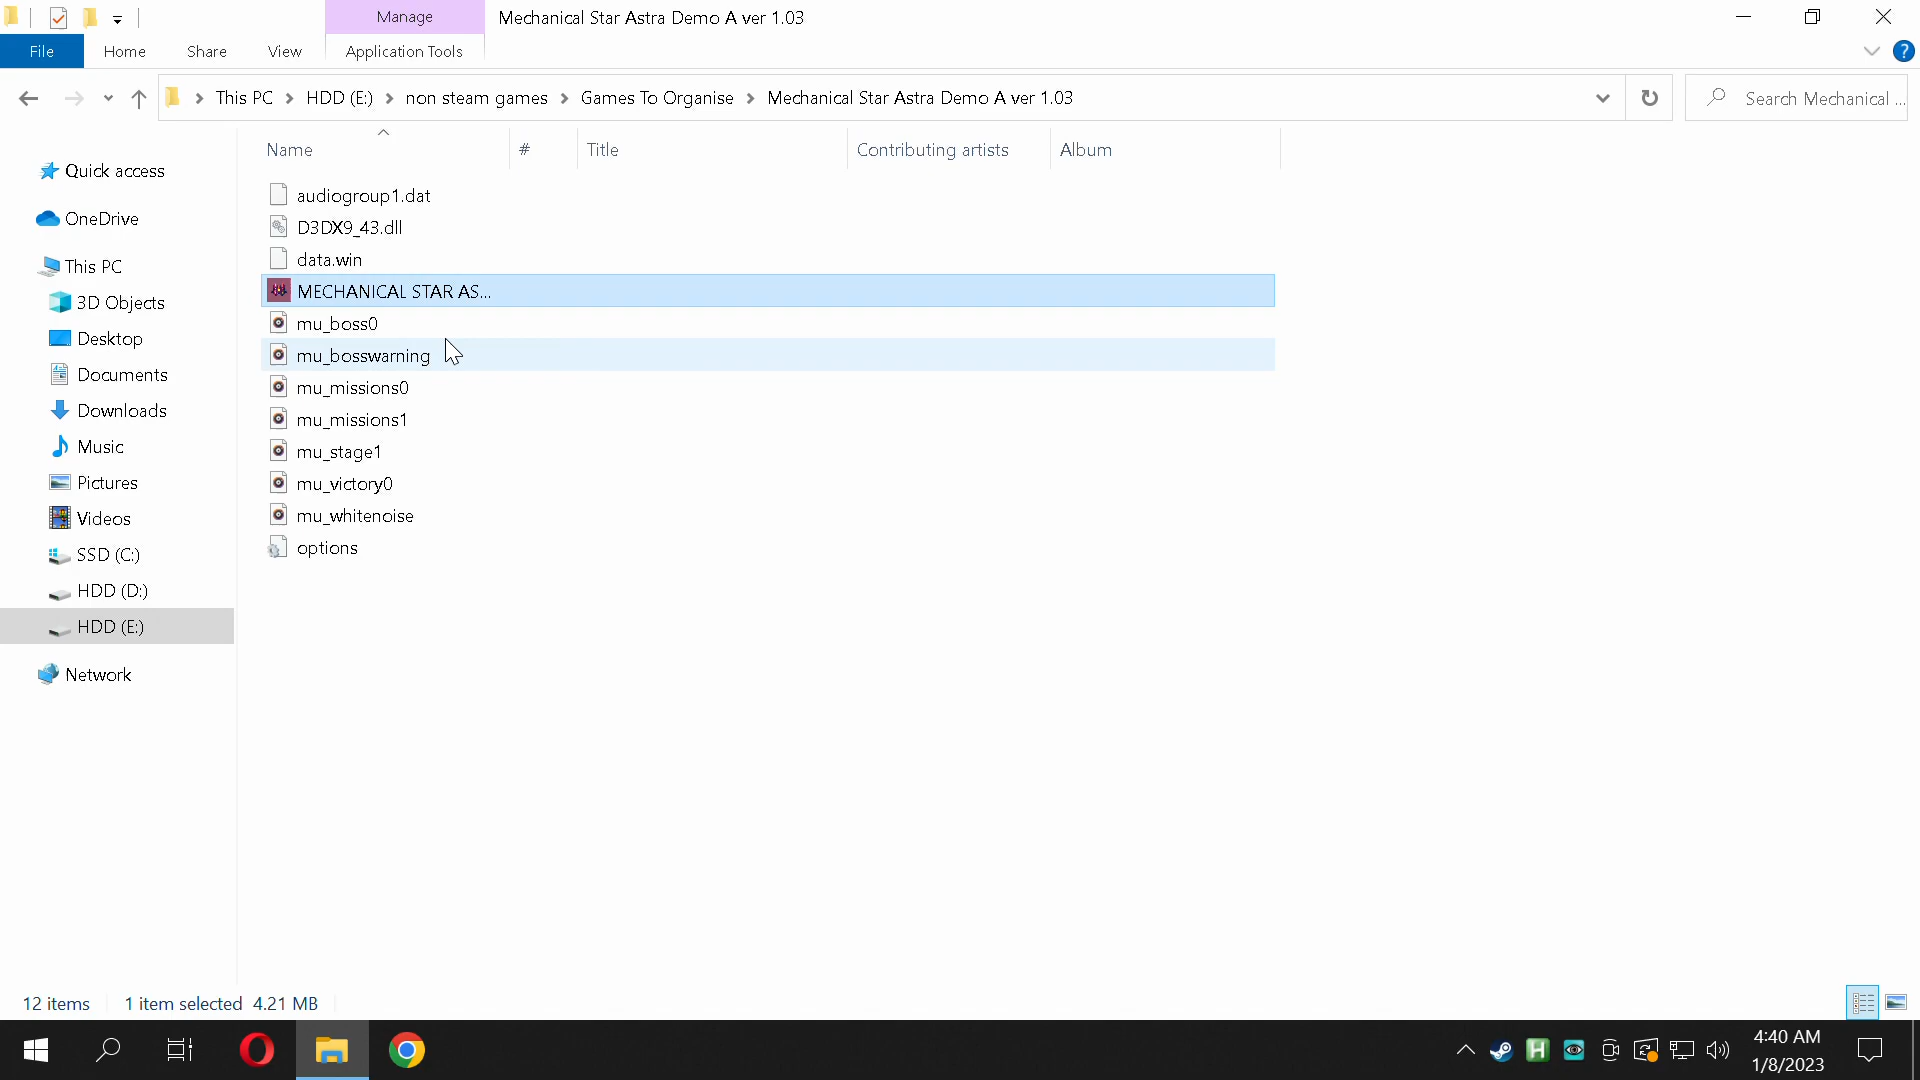 Manage
Mechanical Star Astra Demo A ver 1.03
File
Home
Share
View
Application Tools
This PC
HDD (E:)
non steam games
Games To Organise
Mechanical Star Astra Demo A ver 1.03
Search Mechanical ...
Name
#
Title
Contributing artists
Album
Quick access
OneDrive
This PC
3D Objects
Desktop
Documents
Downloads
Music
Pictures
Videos
SSD (C:)
HDD (D:)
HDD (E:)
Network
audiogroup1.dat
D3DX9_43.dll
data.win
MECHANICAL STAR AS...
mu_boss0
mu_bosswarning
mu_missions0
mu_missions1
mu_stage1
mu_victory0
mu_whitenoise
options
12 items
1 item selected 4.21 MB
4:40 AM
1/8/2023